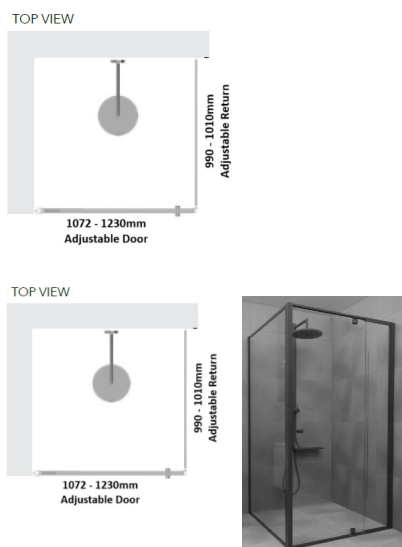 TOP VIEW
990 - 1010mm
Adjustable Return
1072 - 1230mm
Adjustable Door
TOP VIEW
990 - 1010mm
Adjustable Return
1072 - 1230mm
Adjustable Door